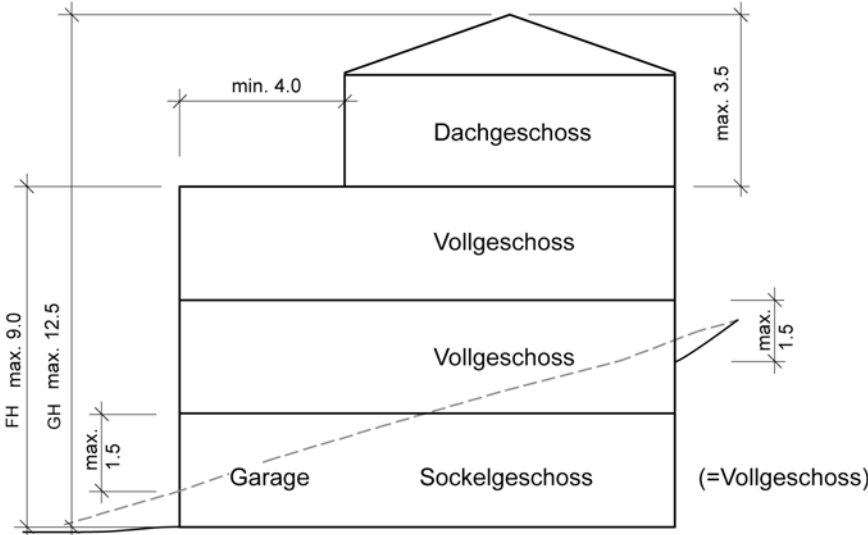 min. 4.0
max. 3.5
Dachgeschoss
Vollgeschoss
FH max. 9.0
GH max. 12.5
Vollgeschoss
max.
1.5
max.
1.5
Garage
Sockelgeschoss
(=Vollgeschoss)